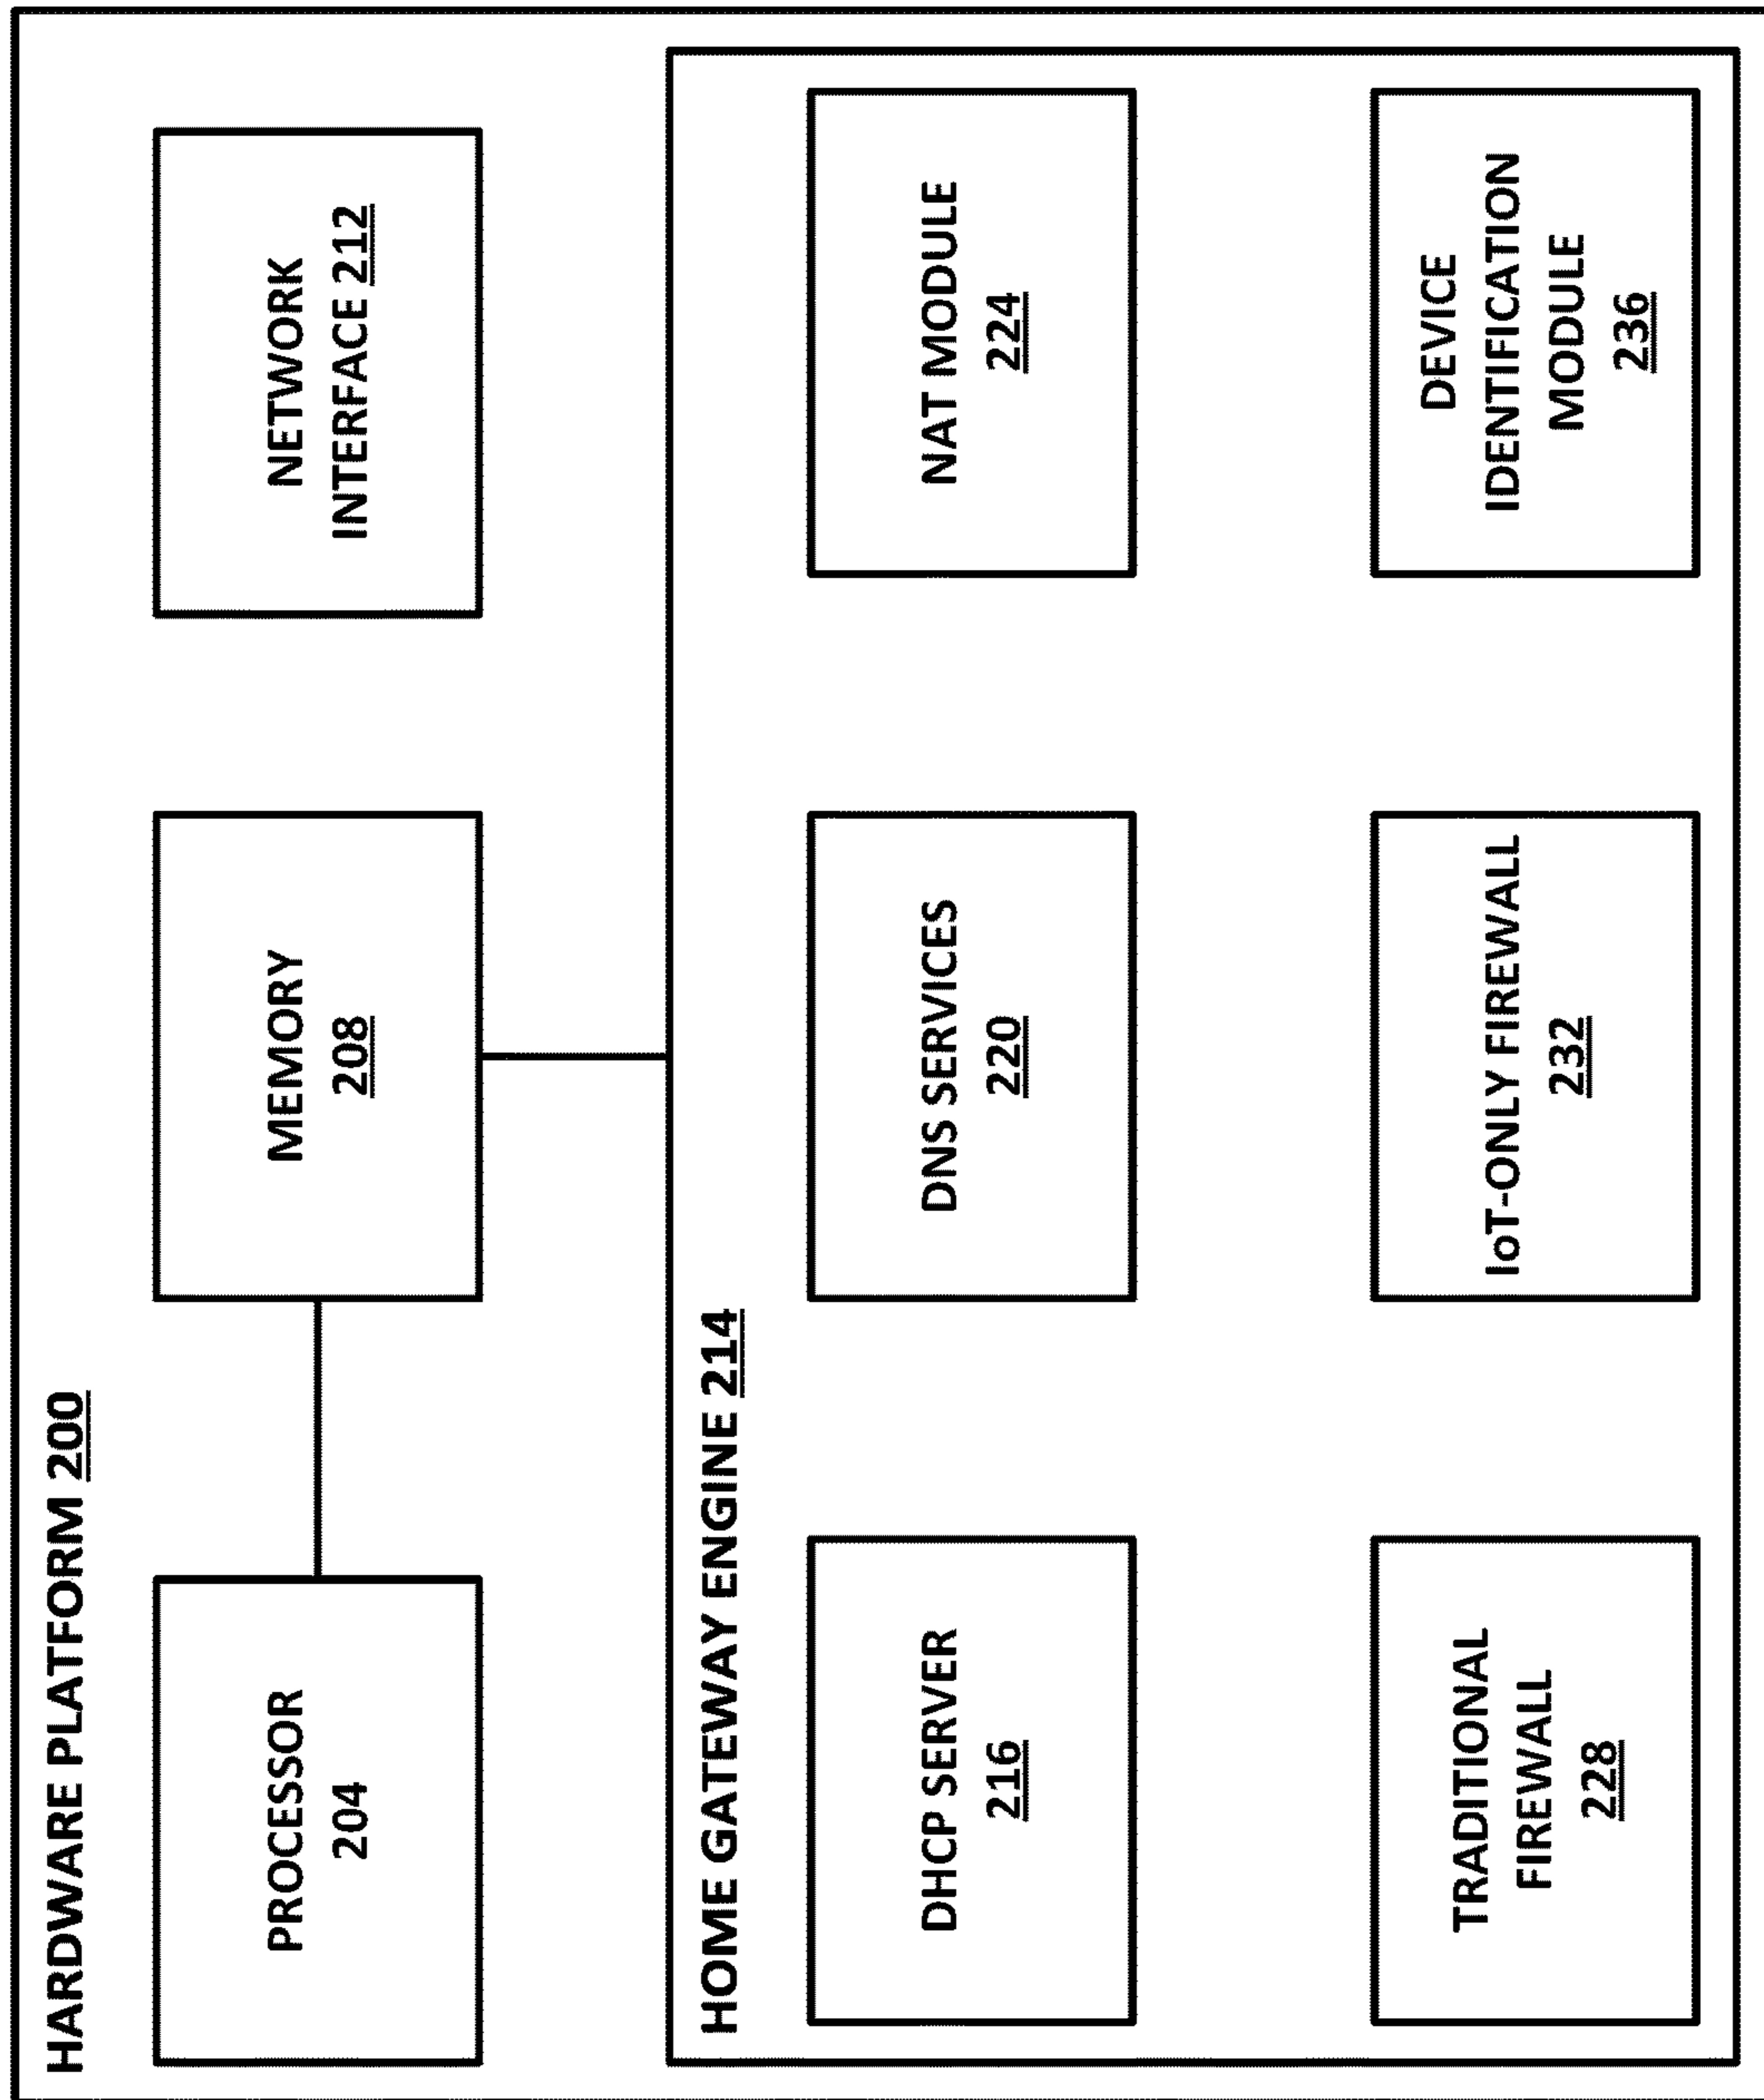 HARDWARE PLATFORM 200
PROCESSOR
204
MEMORY
208
NETWORK
INTERFACE 212
HOME GATEWAY ENGINE 214
DHCP SERVER
216
DNS SERVICES
220
NAT MODULE
224
TRADITIONAL
FIREWALL
228
IoT-ONLY FIREWALL
232
DEVICE
IDENTIFICATION
MODULE
236